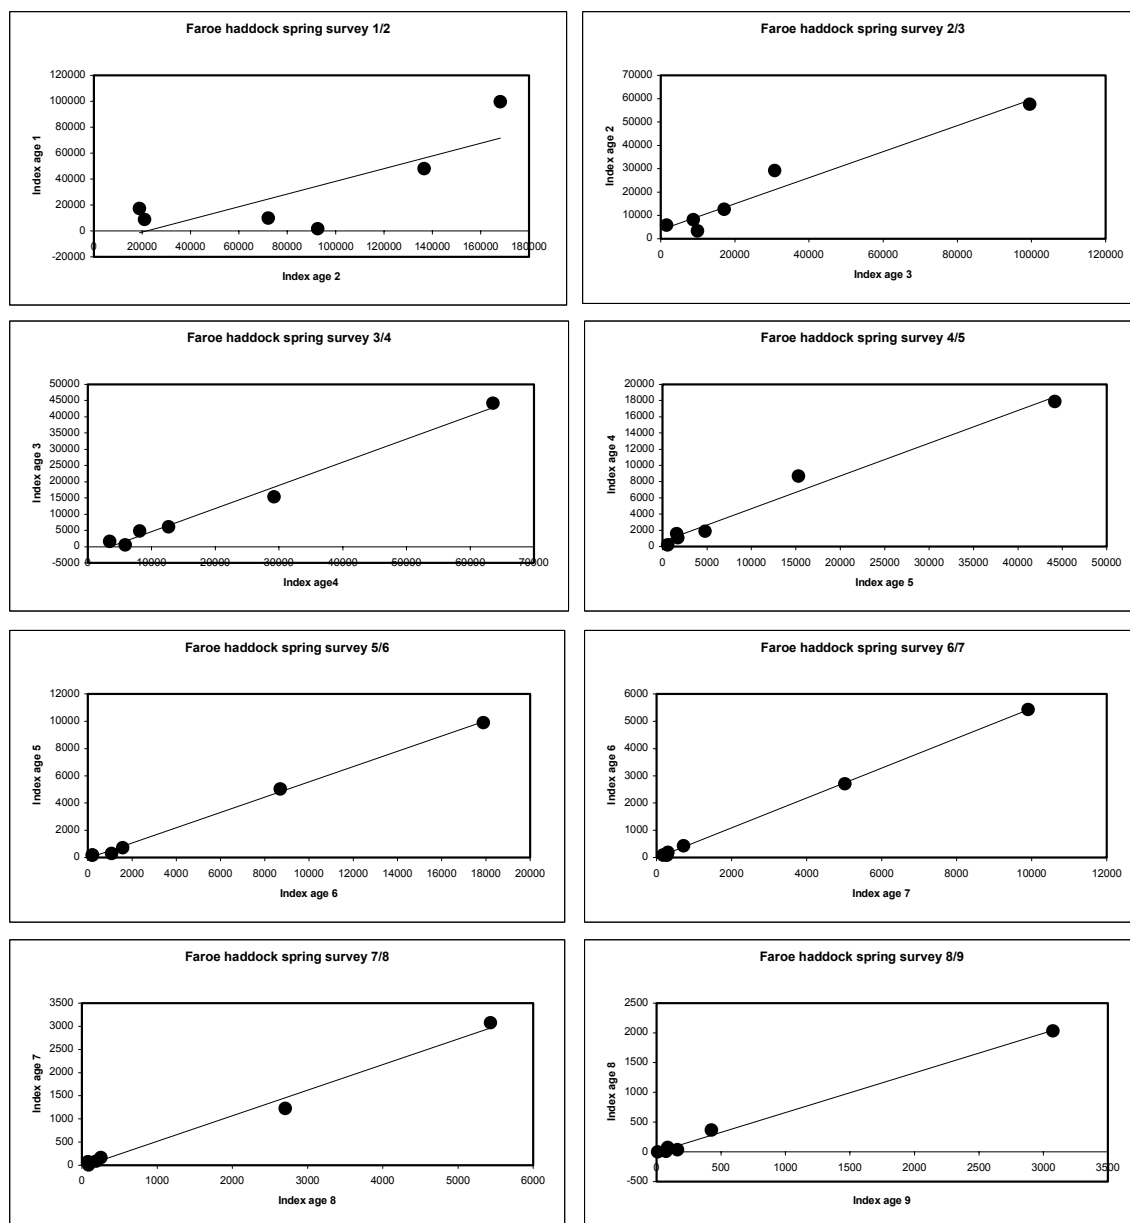 Faroe haddock spring survey 1/2
120000
100000
80000
60000
40000
20000
0
-20000
0 20000 40000 60000 80000 100000 120000 140000 160000 180000
Index age 1
Index age 2
Faroe haddock spring survey 2/3
70000
60000
50000
40000
30000
20000
10000
0
0 20000 40000 60000 80000 100000 120000
Index age 2
Index age 3
Faroe haddock spring survey 3/4
50000
45000
40000
35000
30000
25000
20000
15000
10000
5000
0
-5000
0 10000 20000 30000 40000 50000 60000 70000
Index age 3
Index age4
Faroe haddock spring survey 4/5
20000
18000
16000
14000
12000
10000
8000
6000
4000
2000
0
0 5000 10000 15000 20000 25000 30000 35000 40000 45000 50000
Index age 4
Index age 5
Faroe haddock spring survey 5/6
12000
10000
8000
6000
4000
2000
0
0 2000 4000 6000 8000 10000 12000 14000 16000 18000 20000
Index age 5
Index age 6
Faroe haddock spring survey 6/7
6000
5000
4000
3000
2000
1000
0
0 2000 4000 6000 8000 10000 12000
Index age 6
Index age 7
Faroe haddock spring survey 7/8
3500
3000
2500
2000
1500
1000
500
0
0 1000 2000 3000 4000 5000 6000
Index age 7
Index age 8
Faroe haddock spring survey 8/9
2500
2000
1500
1000
500
0
-500
0 500 1000 1500 2000 2500 3000 3500
Index age 8
Index age 9